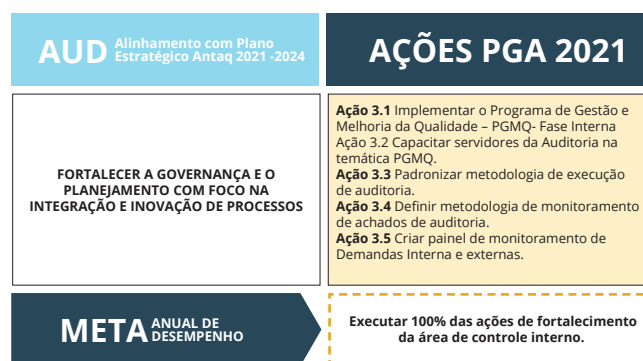 AUD Alinhamento com Plano
Estratégico Antaq 2021 -2024
AÇÕES PGA 2021
FORTALECER A GOVERNANÇA E O
PLANEJAMENTO COM FOCO NA
INTEGRAÇÃO E INOVAÇÃO DE PROCESSOS
Ação 3.1 Implementar o Programa de Gestão e
Melhoria da Qualidade – PGMQ- Fase Interna
Ação 3.2 Capacitar servidores da Auditoria na
temática PGMQ.
Ação 3.3 Padronizar metodologia de execução
de auditoria.
Ação 3.4 Definir metodologia de monitoramento
de achados de auditoria.
Ação 3.5 Criar painel de monitoramento de
Demandas Interna e externas.
META ANUAL DE
DESEMPENHO
Executar 100% das ações de fortalecimento
da área de controle interno.